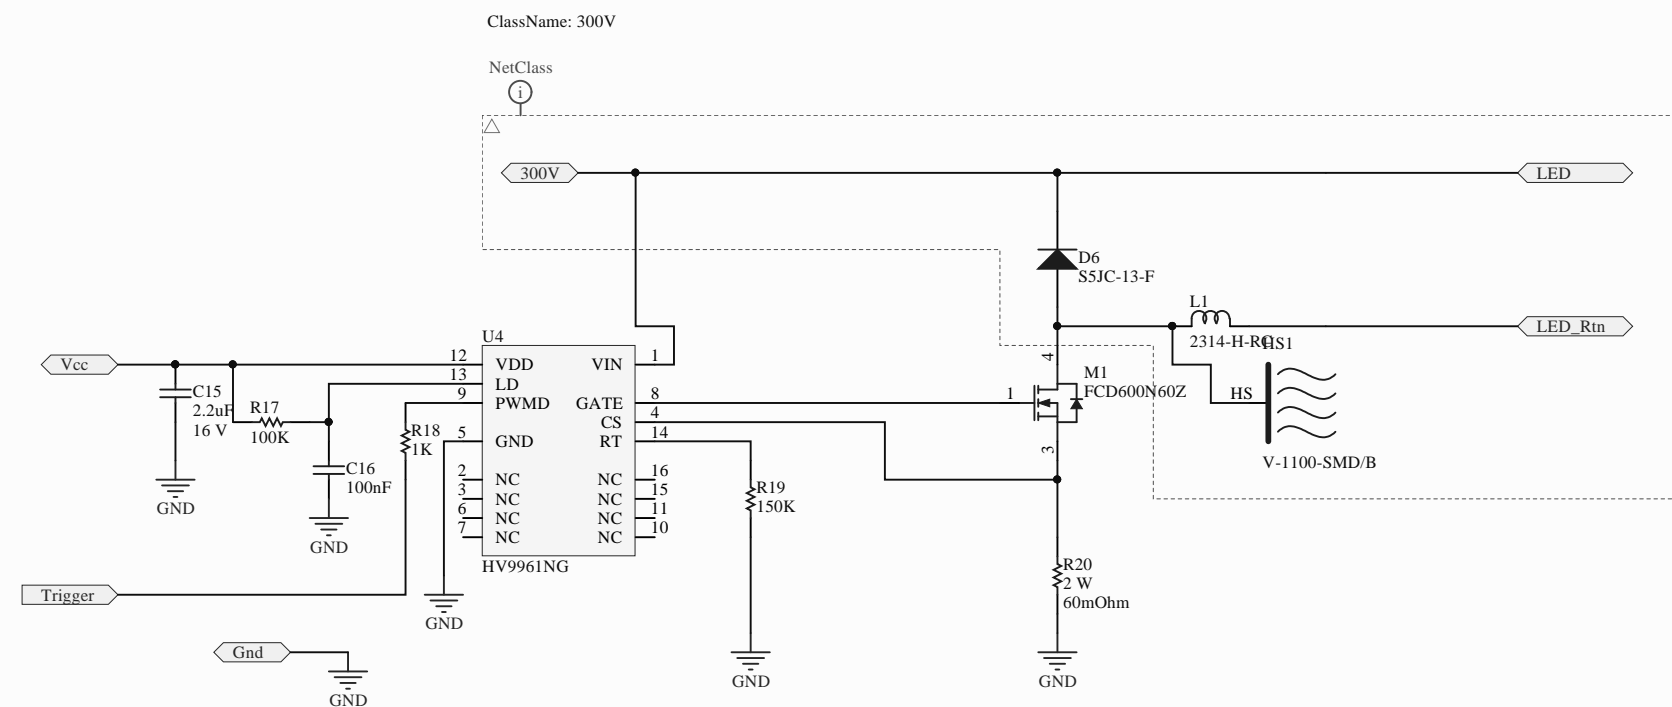 ClassName: 300V
NetClass
i
300V
LED
D6
S5JC-13-F
L1
LED_Rtn
2314-H-RC
HS1
U4
Vcc
12
VDD
VIN
1
4
13
LD
M1
C15
9
PWMD
GATE
8
1
FCD600N60Z
HS
2.2uF
R17
CS
4
16 V
100K
R18
5
GND
RT
14
1K
3
C16
2
NC
NC
16
V-1100-SMD/B
100nF
3
NC
NC
15
R19
GND
6
NC
NC
11
150K
7
NC
NC
10
GND
HV9961NG
R20
2 W
Trigger
60mOhm
GND
Gnd
GND
GND
GND